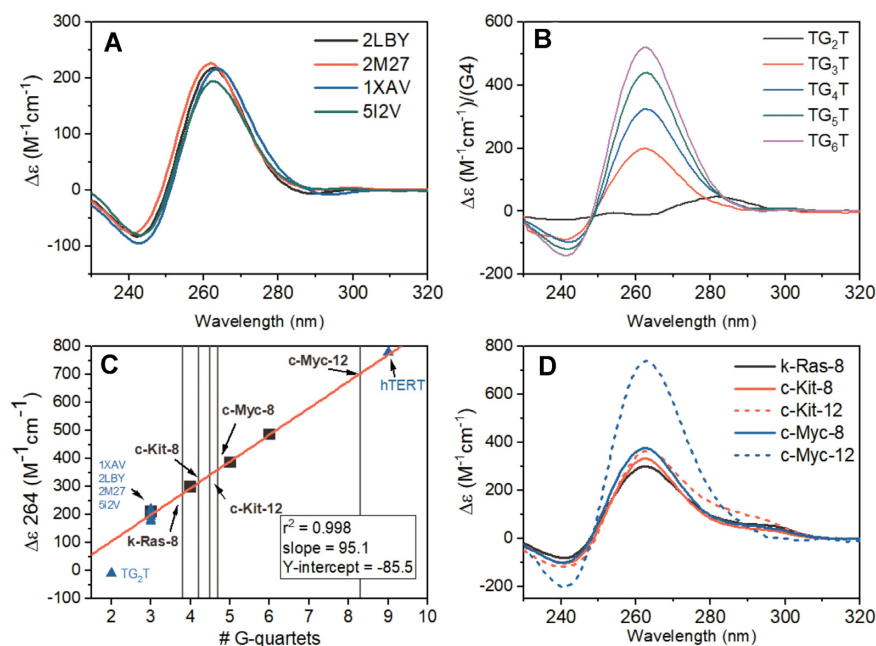 A
2LBY
2M27
1XAV
5I2V
300
200
100
0
-100
Δε (M⁻¹cm⁻¹)
240 260 280 300 320
Wavelength (nm)
B
TG₂T
TG₃T
TG₄T
TG₅T
TG₆T
600
400
200
0
-200
Δε (M⁻¹cm⁻¹)/(G4)
240 260 280 300 320
Wavelength (nm)
C
800
700
600
500
400
300
200
100
0
-100
Δε 264 (M⁻¹cm⁻¹)
c-Myc-12
hTERT
c-Myc-8
c-Kit-8
1XAV
2LBY
2M27
5I2V
c-Kit-12
k-Ras-8
TG₂T
r² = 0.998
slope = 95.1
Y-intercept = -85.5
2 3 4 5 6 7 8 9 10
# G-quartets
D
k-Ras-8
c-Kit-8
c-Kit-12
c-Myc-8
c-Myc-12
800
600
400
200
0
-200
Δε (M⁻¹cm⁻¹)
240 260 280 300 320
Wavelength (nm)